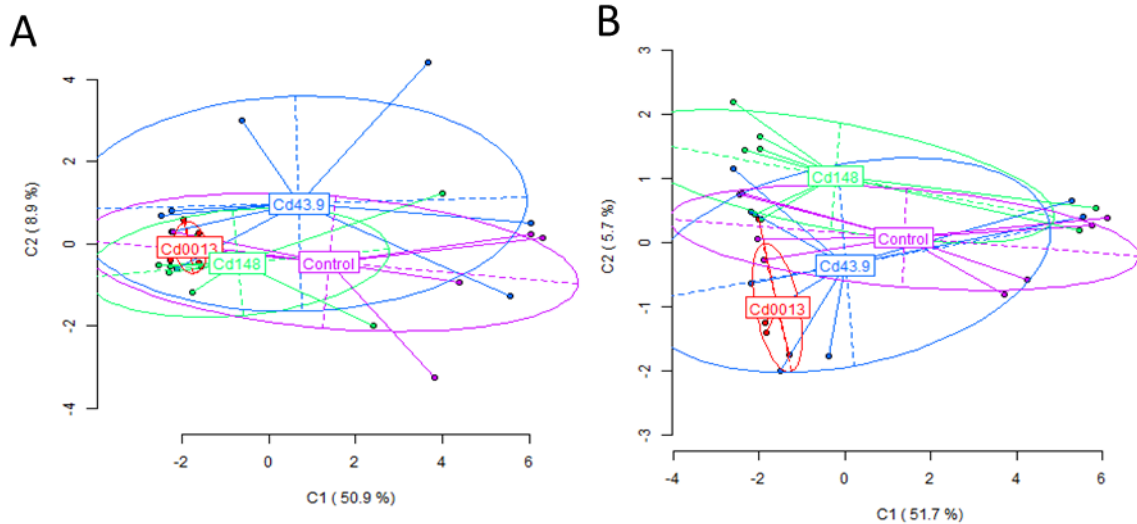 A
B
4
2
0
-2
-4
C2 ( 8.9 %)
Cd43.9
Cd0013
Cd148
Control
-2
0
2
4
6
C1 ( 50.9 %)
3
2
1
0
-1
-2
-3
C2 ( 5.7 %)
Cd148
Control
Cd43.9
Cd0013
-4
-2
0
2
4
6
C1 ( 51.7 %)